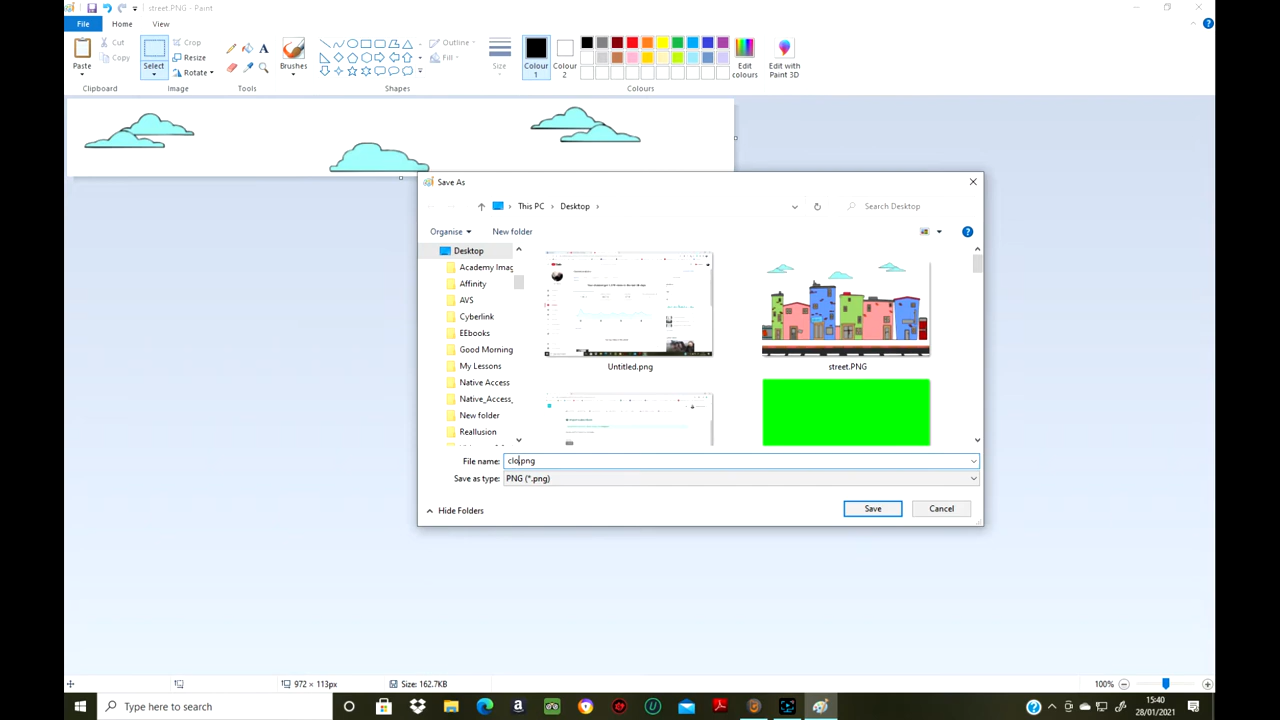 street.PNG - Paint
File Home View
Paste
Cut
Copy
Select
Crop
Resize
Rotate
A
Brushes
Outline
Fill
Size
Colour 1
Colour 2
Edit colours
Edit with Paint 3D
Clipboard Image Tools Shapes Colours
Save As
This PC > Desktop >
Search Desktop
Organise New folder
Desktop
Academy Imag
Affinity
AVS
Cyberlink
EEbooks
Good Morning
My Lessons
Native Access
Native_Access_
New folder
Reallusion
Untitled.png
street.PNG
File name: clo.png
Save as type: PNG (*.png)
Hide Folders
Save Cancel
972 × 113px
Size: 162.7KB
100%
Type here to search
15:40
28/01/2021